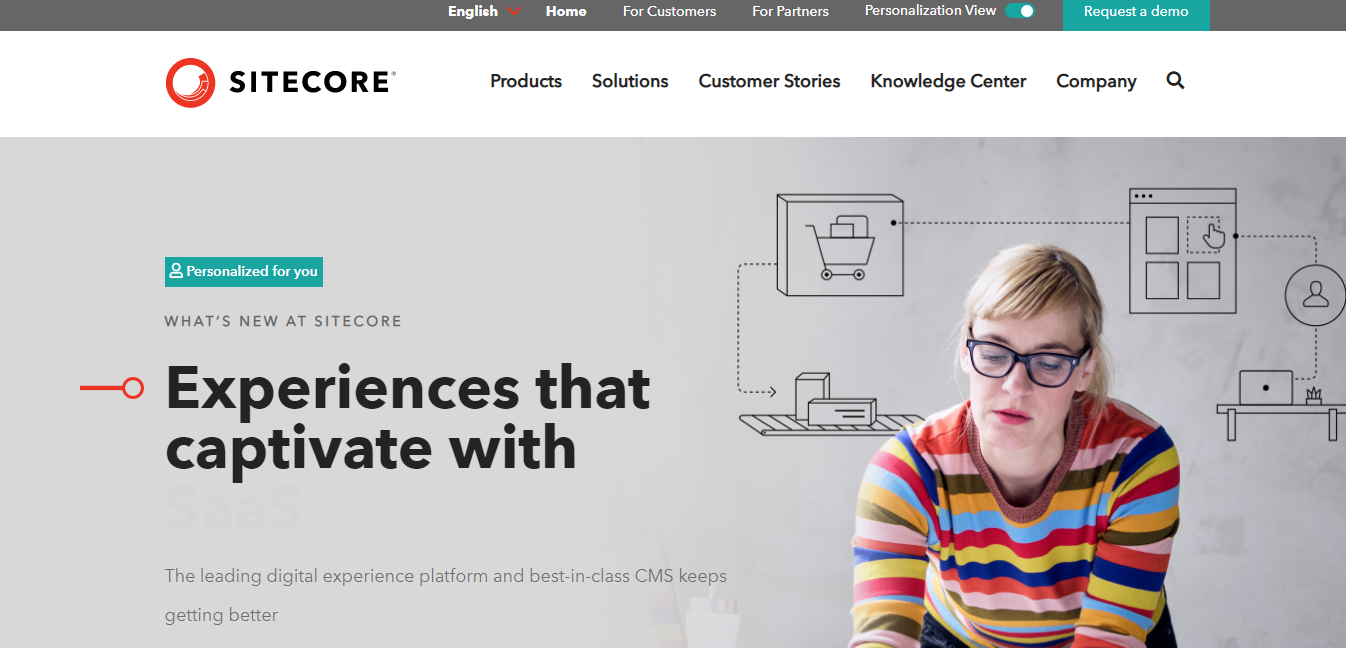 English Home For Customers For Partners Personalization View Request a demo
SITECORE® Products Solutions Customer Stories Knowledge Center Company
Personalized for you
WHAT'S NEW AT SITECORE
Experiences that
captivate with
SaaS
The leading digital experience platform and best-in-class CMS keeps
getting better